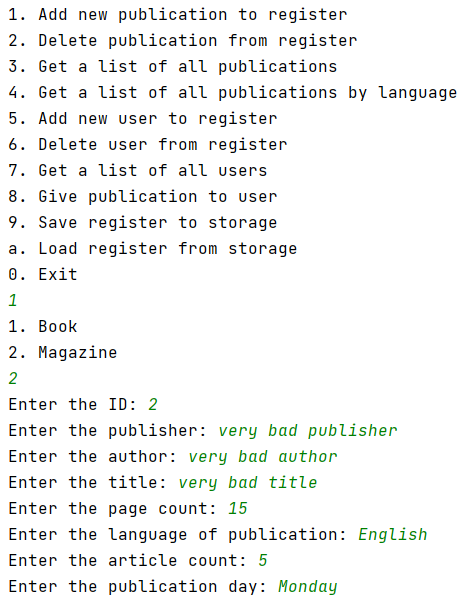 1. Add new publication to register
2. Delete publication from register
3. Get a list of all publications
4. Get a list of all publications by language
5. Add new user to register
6. Delete user from register
7. Get a list of all users
8. Give publication to user
9. Save register to storage
a. Load register from storage
0. Exit
1
1. Book
2. Magazine
2
Enter the ID: 2
Enter the publisher: very bad publisher
Enter the author: very bad author
Enter the title: very bad title
Enter the page count: 15
Enter the language of publication: English
Enter the article count: 5
Enter the publication day: Monday